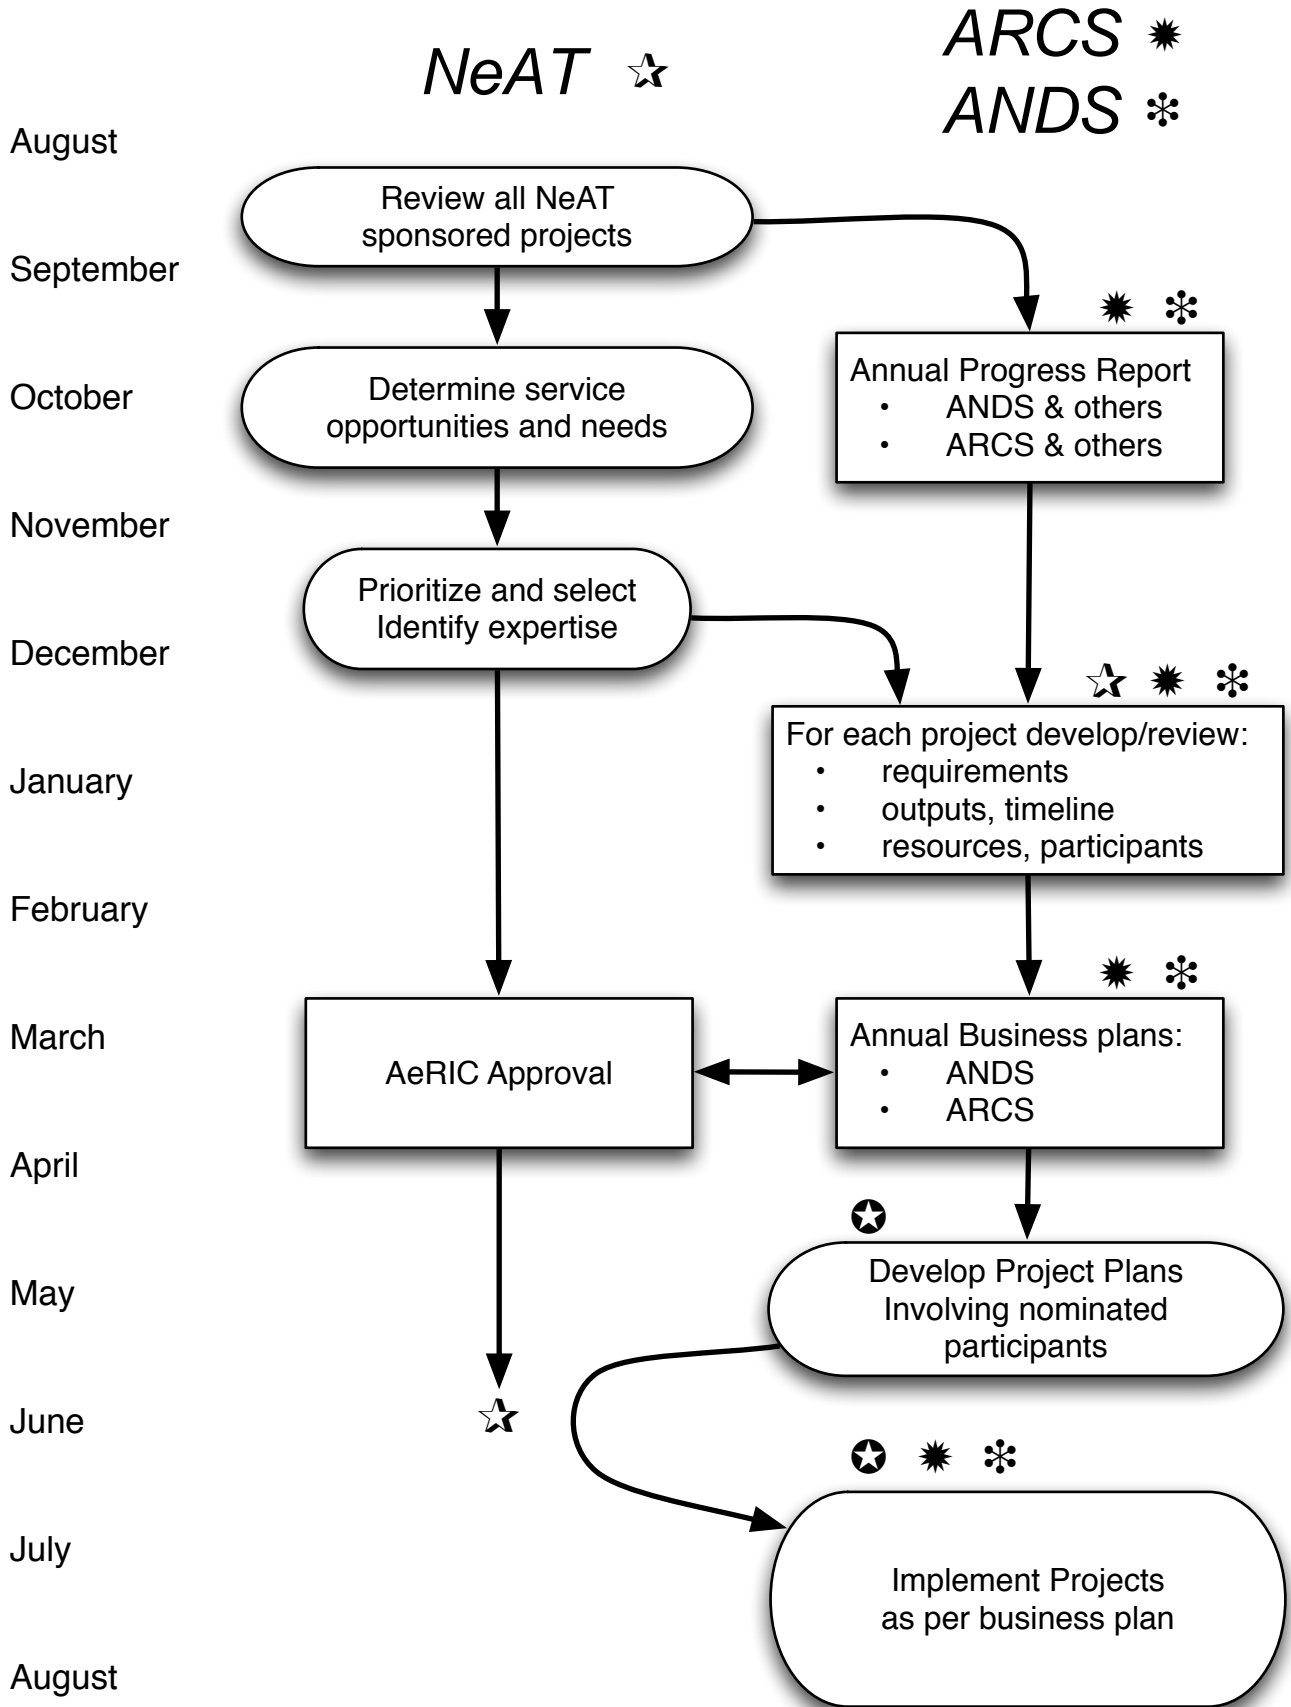 NeAT ✰
ARCS ✹
ANDS ❇
August
Review all NeAT
sponsored projects
September
✹ ❇
October
Determine service
opportunities and needs
Annual Progress Report
• ANDS & others
• ARCS & others
November
Prioritize and select
Identify expertise
December
✰ ✹ ❇
For each project develop/review:
• requirements
• outputs, timeline
• resources, participants
January
February
✹ ❇
March
AeRIC Approval
Annual Business plans:
• ANDS
• ARCS
April
✪
Develop Project Plans
Involving nominated
participants
May
June
✰
✪ ✹ ❇
July
Implement Projects
as per business plan
August